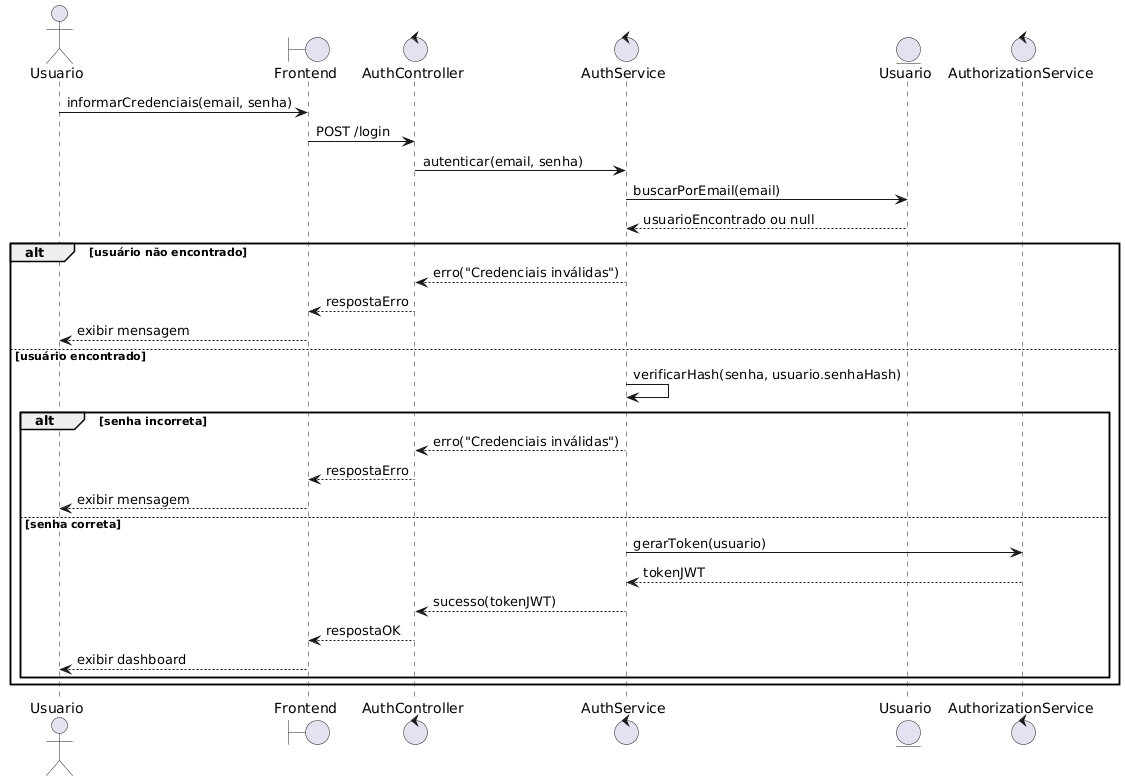 Usuario
Frontend
AuthController
AuthService
Usuario
AuthorizationService
informarCredenciais(email, senha)
POST /login
autenticar(email, senha)
buscarPorEmail(email)
usuarioEncontrado ou null
alt
[usuário não encontrado]
erro("Credenciais inválidas")
respostaErro
exibir mensagem
[usuário encontrado]
verificarHash(senha, usuario.senhaHash)
alt
[senha incorreta]
erro("Credenciais inválidas")
respostaErro
exibir mensagem
[senha correta]
gerarToken(usuario)
tokenJWT
sucesso(tokenJWT)
respostaOK
exibir dashboard
Usuario
Frontend
AuthController
AuthService
Usuario
AuthorizationService